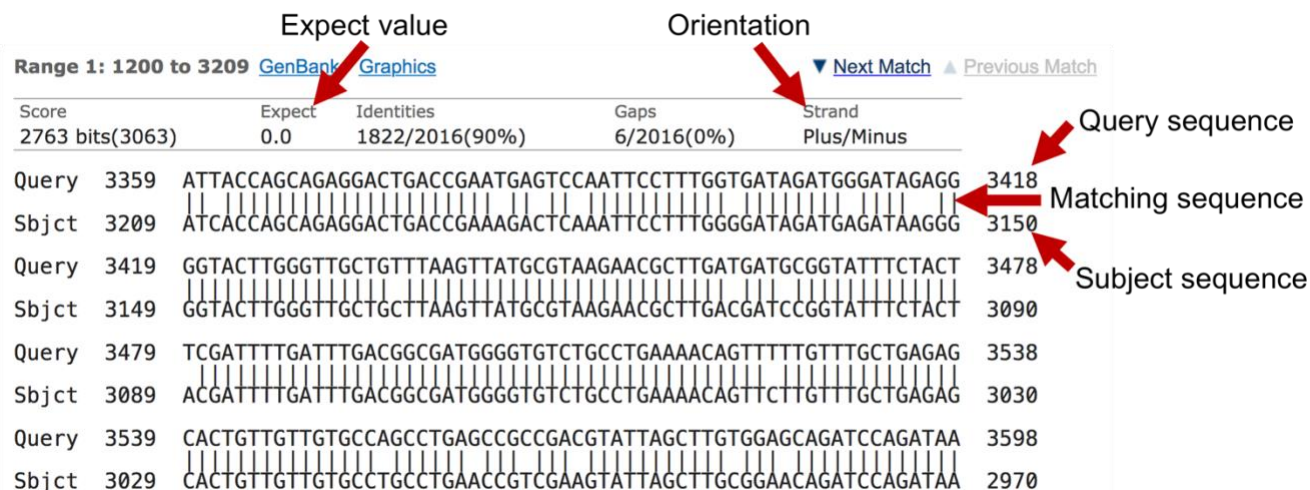 Expect value
Orientation
Range 1: 1200 to 3209 GenBank Graphics ▼ Next Match ▲ Previous Match
Score Expect Identities Gaps Strand
2763 bits(3063) 0.0 1822/2016(90%) 6/2016(0%) Plus/Minus
Query sequence
Query 3359 ATTACCAGCAGAGGACTGACCGAATGAGTCCAATTCCTTTGGTGATAGATGGGATAGAGG 3418
Matching sequence
Sbjct 3209 ATCACCAGCAGAGGACTGACCGAAAGACTCAAATTCCTTTGGGGATAGATGAGATAAGGG 3150
Subject sequence
Query 3419 GGTACTTGGGTTGCTGTTTAAGTTATGCGTAAGAACGCTTGATGATGCGGTATTTCTACT 3478
Sbjct 3149 GGTACTTGGGTTGCTGCTTAAGTTATGCGTAAGAACGCTTGACGATCCGGTATTTCTACT 3090
Query 3479 TCGATTTTGATTTGACGGCGATGGGGTGTCTGCCTGAAAACAGTTTTTGTTTGCTGAGAG 3538
Sbjct 3089 ACGATTTTGATTTGACGGCGATGGGGTGTCTGCCTGAAAACAGTTCTTGTTTGCTGAGAG 3030
Query 3539 CACTGTTGTTGTGCCAGCCTGAGCCGCCGACGTATTAGCTTGTGGAGCAGATCCAGATAA 3598
Sbjct 3029 CACTGTTGTTGTGCCTGCCTGAACCGTCGAAGTATTAGCTTGCGGAACAGATCCAGATAA 2970